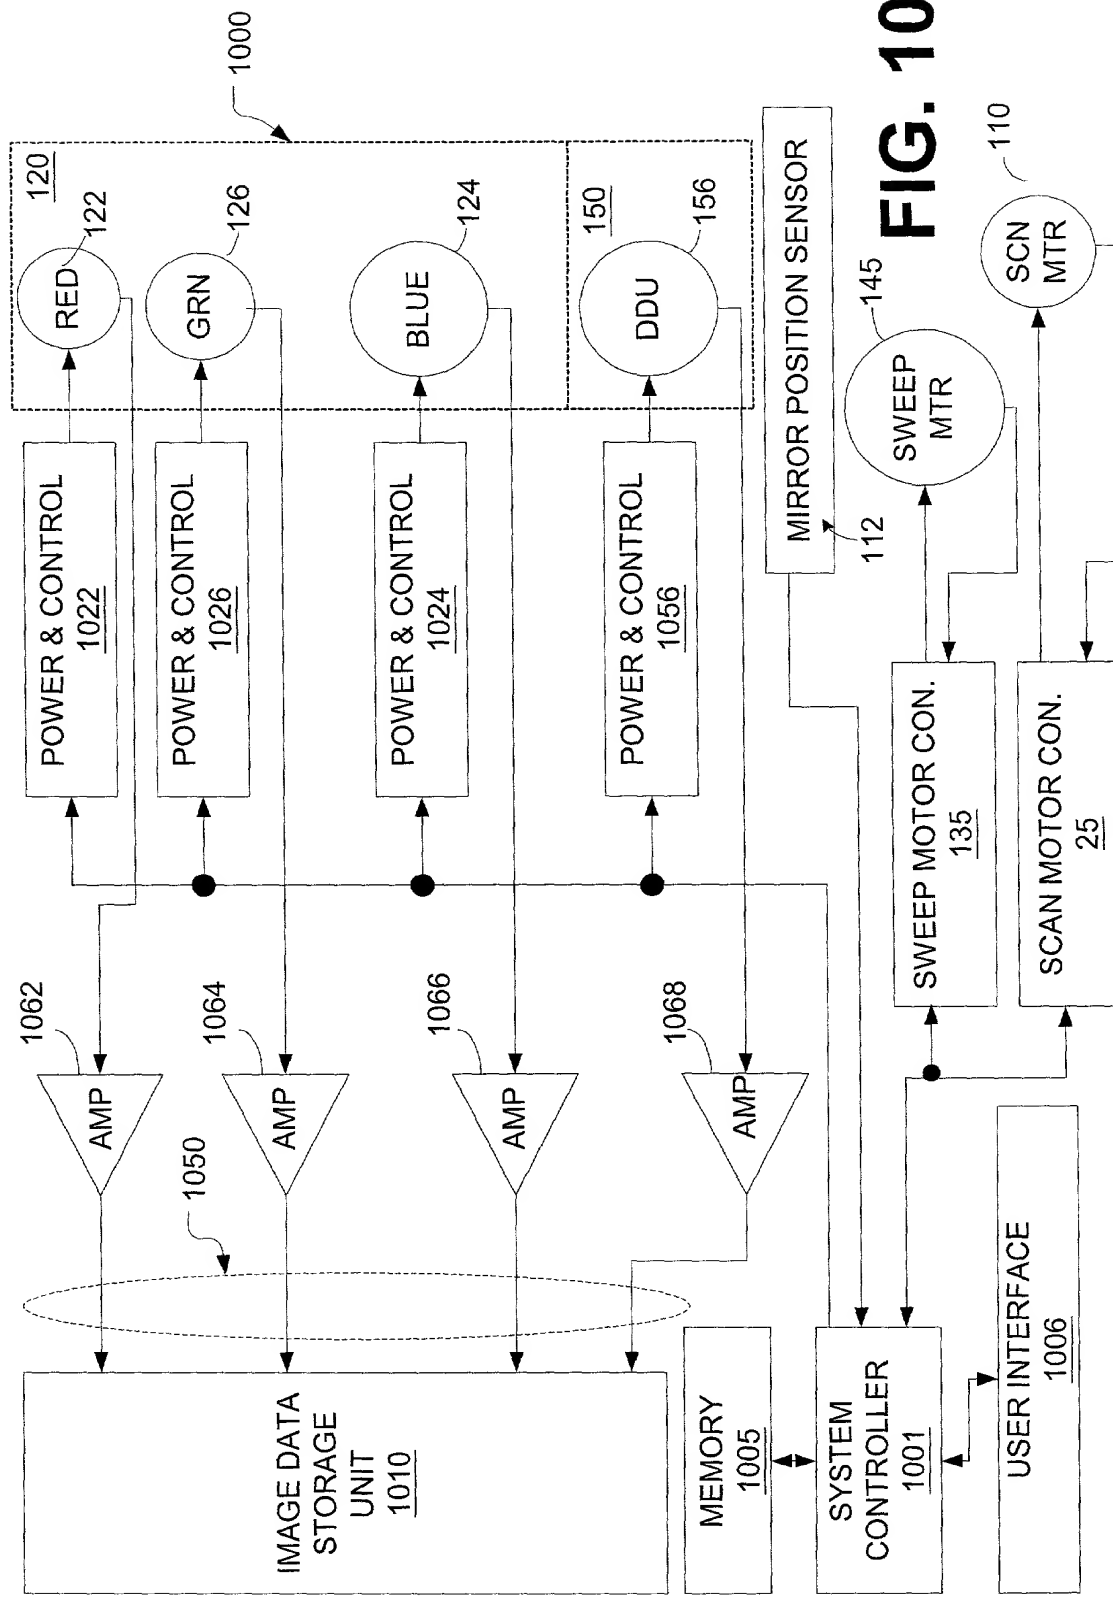 1000
120
RED
122
GRN
126
BLUE
124
150
DDU
156
POWER & CONTROL
1022
POWER & CONTROL
1026
POWER & CONTROL
1024
POWER & CONTROL
1056
MIRROR POSITION SENSOR
112
SWEEP
MTR
145
SCN
MTR
110
1062
AMP
1064
AMP
1066
AMP
1068
AMP
1050
SWEEP MOTOR CON.
135
SCAN MOTOR CON.
25
IMAGE DATA
STORAGE
UNIT
1010
MEMORY
1005
SYSTEM
CONTROLLER
1001
USER INTERFACE
1006
FIG. 10